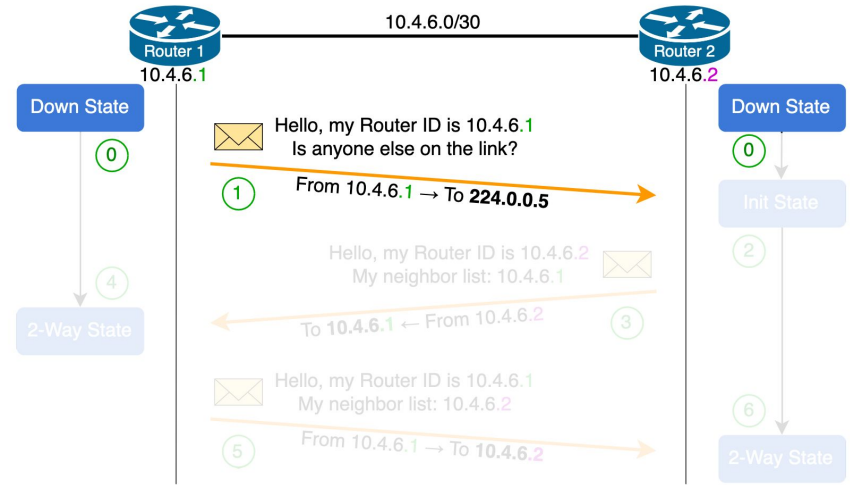 10.4.6.0/30
Router 1
Router 2
10.4.6.1
10.4.6.2
Down State
Down State
0
0
Hello, my Router ID is 10.4.6.1
Is anyone else on the link?
1
From 10.4.6.1 → To 224.0.0.5
Init State
2
Hello, my Router ID is 10.4.6.2
My neighbor list: 10.4.6.1
4
To 10.4.6.1 ← From 10.4.6.2
3
2-Way State
Hello, my Router ID is 10.4.6.1
My neighbor list: 10.4.6.2
5
From 10.4.6.1 → To 10.4.6.2
6
2-Way State